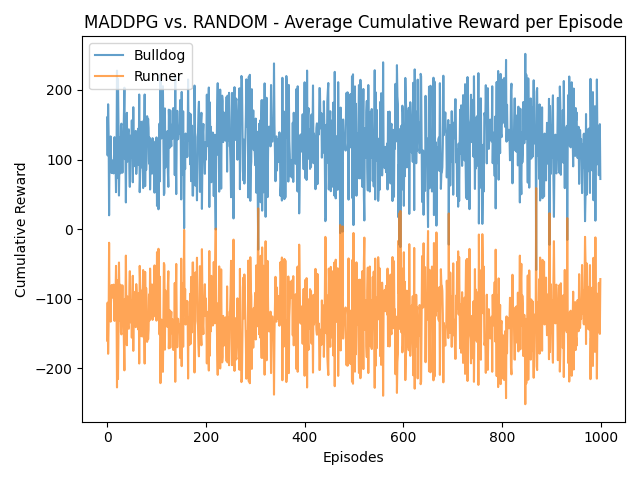 MADDPG vs. RANDOM - Average Cumulative Reward per Episode
Bulldog
Runner
Cumulative Reward
200
100
0
−100
−200
0
200
400
600
800
1000
Episodes